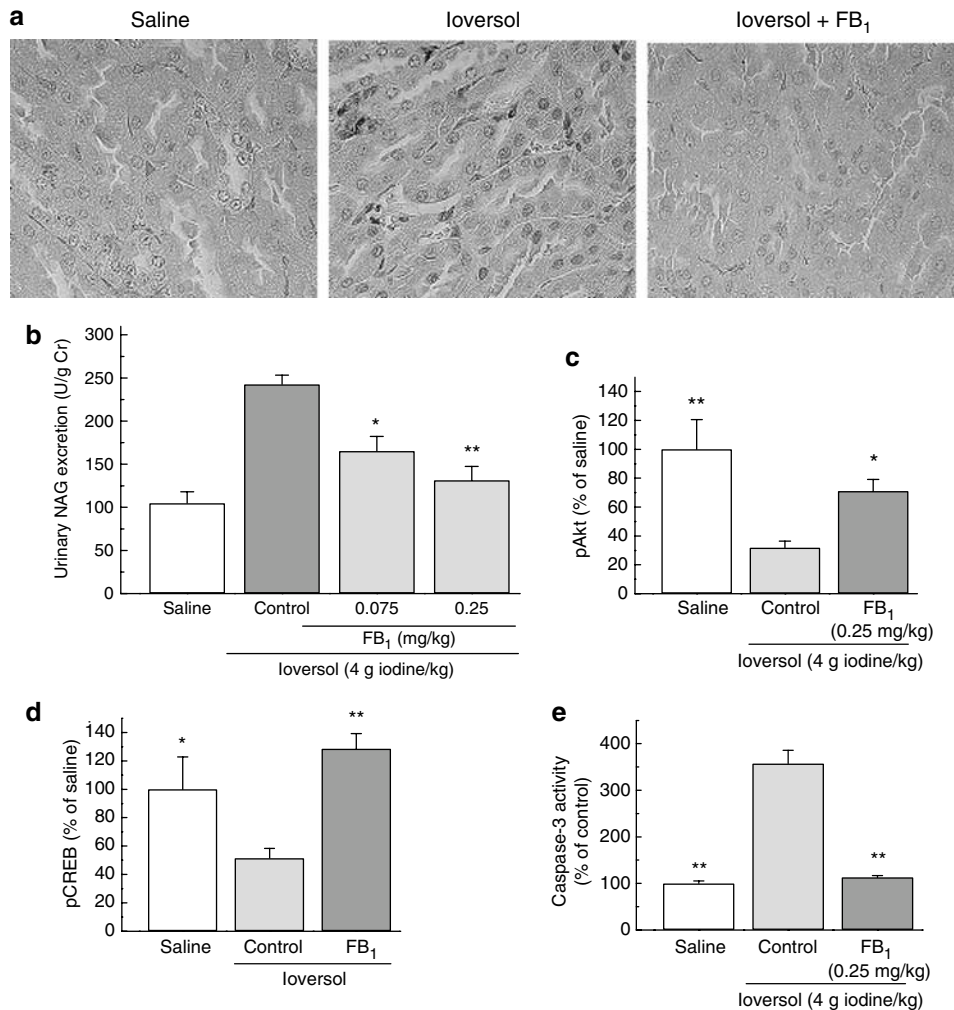 a
Saline
Ioversol
Ioversol + FB1
b
Urinary NAG excretion (U/g Cr)
300
250
200
150
100
50
0
*
**
Saline
Control
0.075
0.25
FB1 (mg/kg)
Ioversol (4 g iodine/kg)
c
pAkt (% of saline)
140
120
100
80
60
40
20
0
**
*
Saline
Control
FB1
(0.25 mg/kg)
Ioversol (4 g iodine/kg)
d
pCREB (% of saline)
140
120
100
80
60
40
20
0
*
**
Saline
Control
FB1
Ioversol
e
Caspase-3 activity
(% of control)
400
300
200
100
0
**
**
Saline
Control
FB1
(0.25 mg/kg)
Ioversol (4 g iodine/kg)